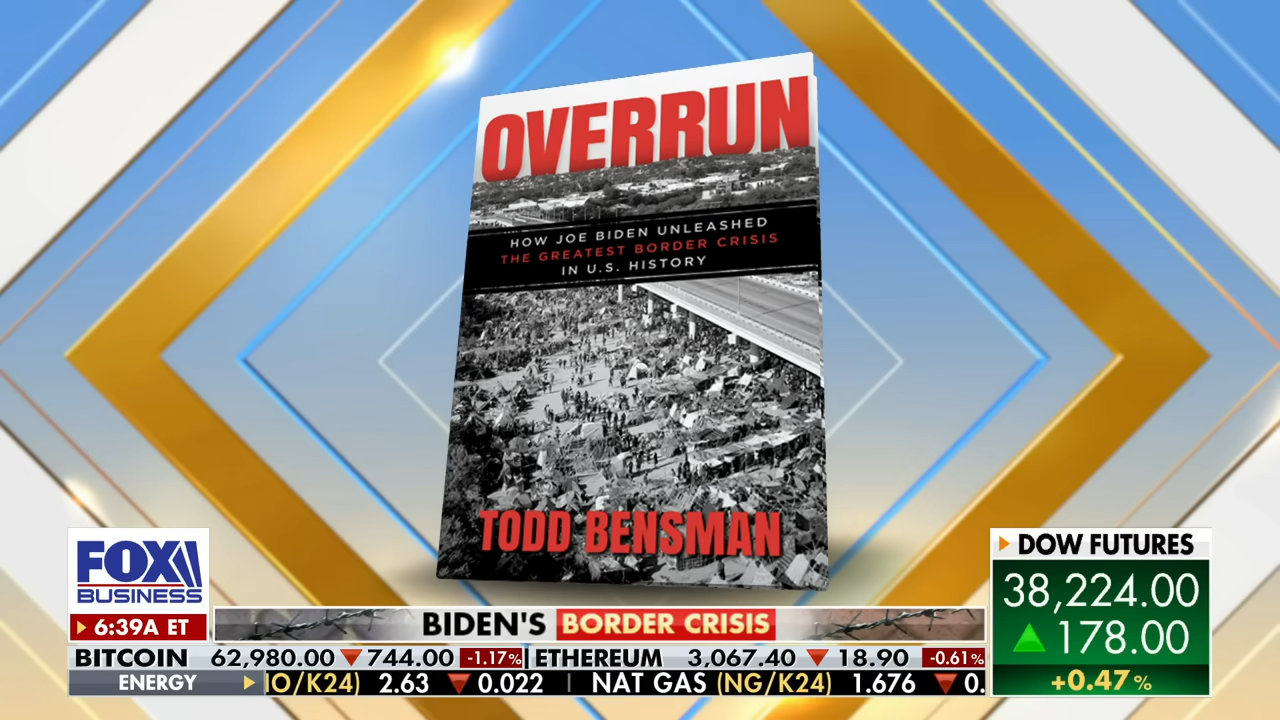 OVERRUN
HOW JOE BIDEN UNLEASHED
THE GREATEST BORDER CRISIS
IN U.S. HISTORY
TODD BENSMAN
FOX BUSINESS
6:39A ET
BIDEN'S BORDER CRISIS
DOW FUTURES
38,224.00
178.00
+0.47%
BITCOIN 62,980.00 744.00 -1.17% ETHEREUM 3,067.40 18.90 -0.61%
ENERGY O/K24) 2.63 0.022 NAT GAS (NG/K24) 1.676 0.